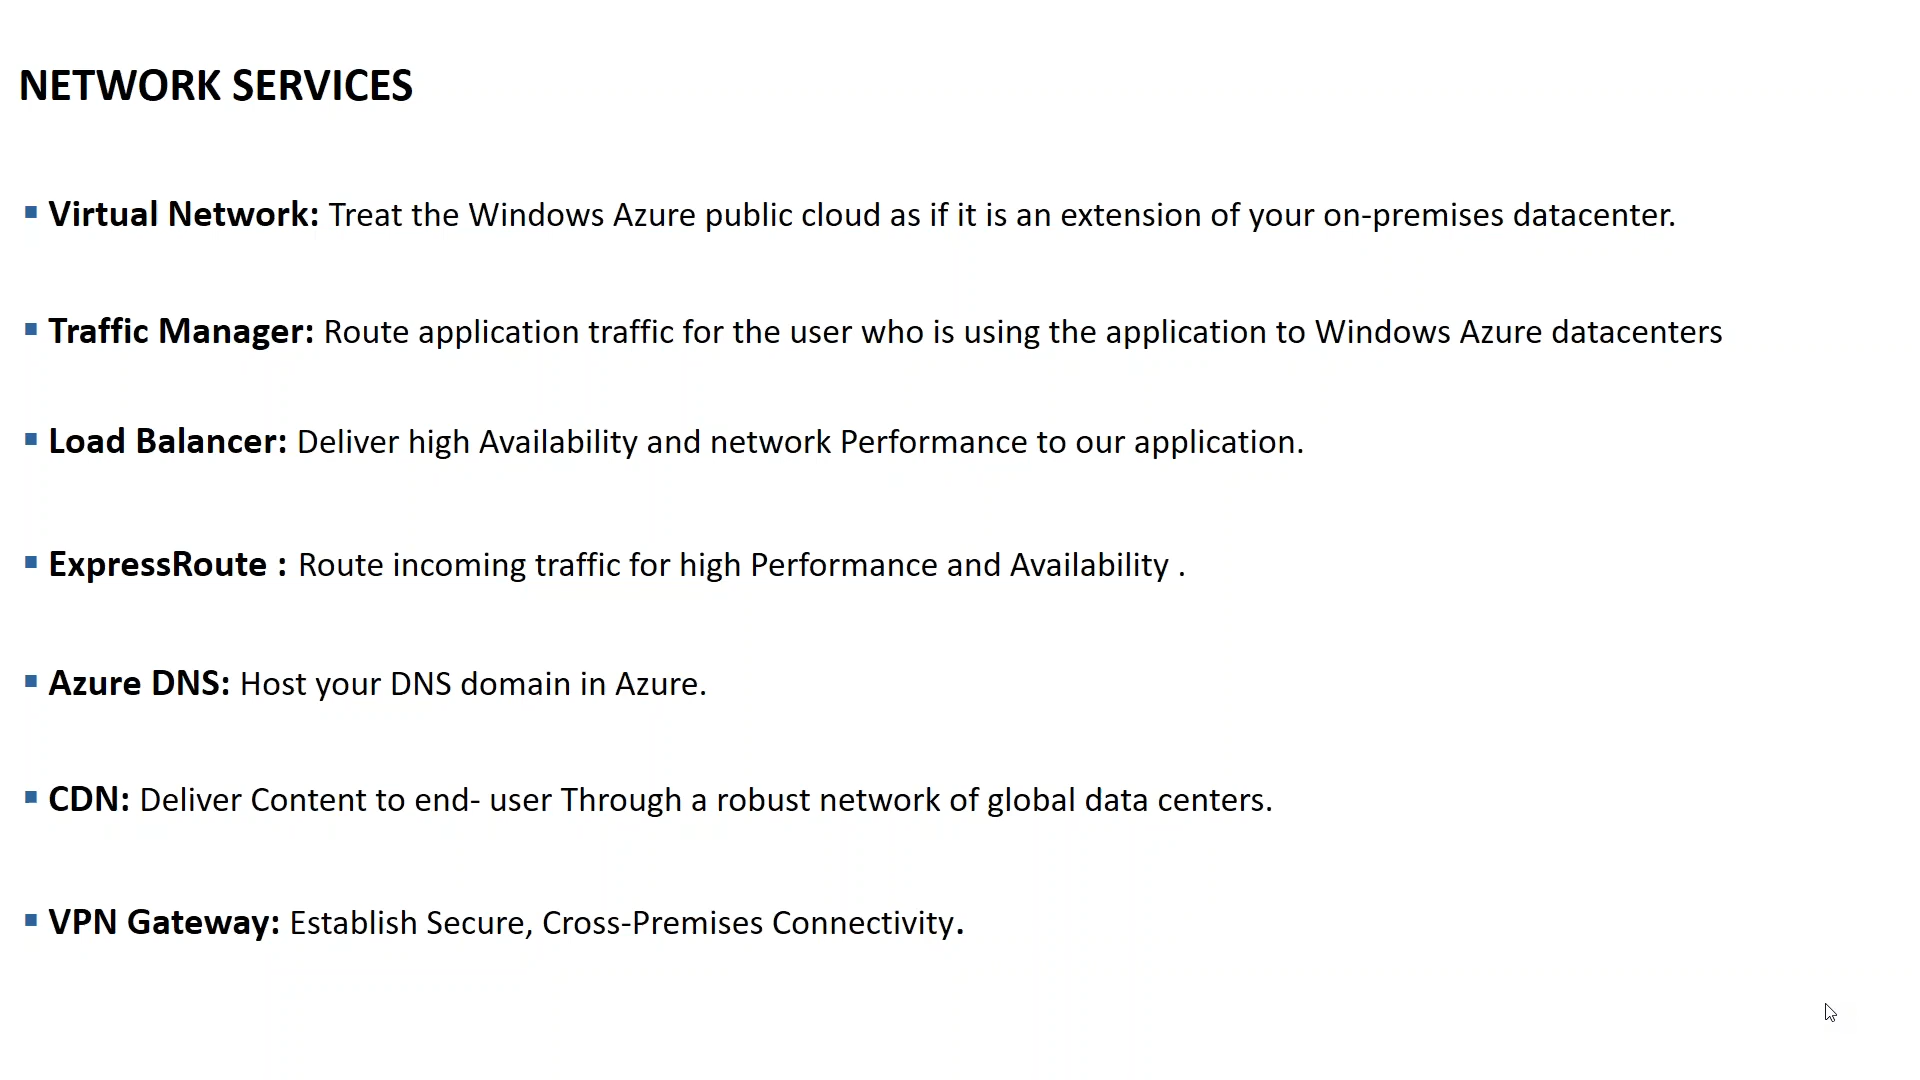 NETWORK SERVICES
▪ Virtual Network: Treat the Windows Azure public cloud as if it is an extension of your on-premises datacenter.
▪ Traffic Manager: Route application traffic for the user who is using the application to Windows Azure datacenters
▪ Load Balancer: Deliver high Availability and network Performance to our application.
▪ ExpressRoute : Route incoming traffic for high Performance and Availability .
▪ Azure DNS: Host your DNS domain in Azure.
▪ CDN: Deliver Content to end- user Through a robust network of global data centers.
▪ VPN Gateway: Establish Secure, Cross-Premises Connectivity.